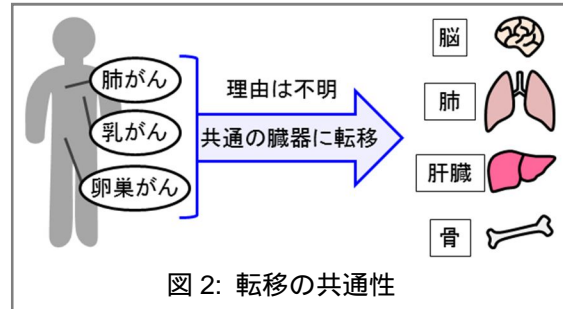 肺がん
乳がん
卵巣がん
理由は不明
共通の臓器に転移
脳
肺
肝臓
骨
図 2: 転移の共通性